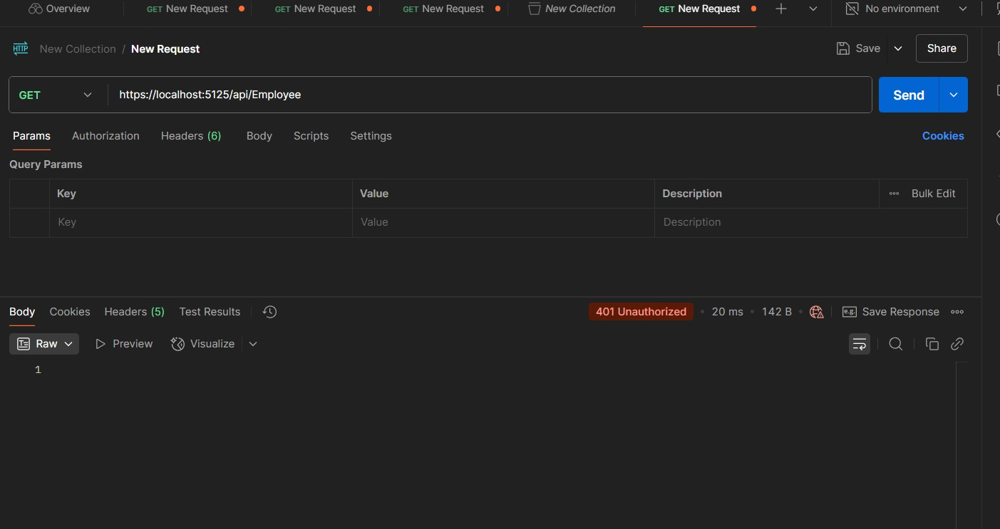 Overview GET New Request GET New Request GET New Request New Collection GET New Request No environment
HTTP New Collection / New Request Save Share
GET https://localhost:5125/api/Employee Send
Params Authorization Headers (6) Body Scripts Settings Cookies
Query Params
Key Value Description Bulk Edit
Key Value Description
Body Cookies Headers (5) Test Results 401 Unauthorized 20 ms 142 B e.g. Save Response
Raw Preview Visualize
1